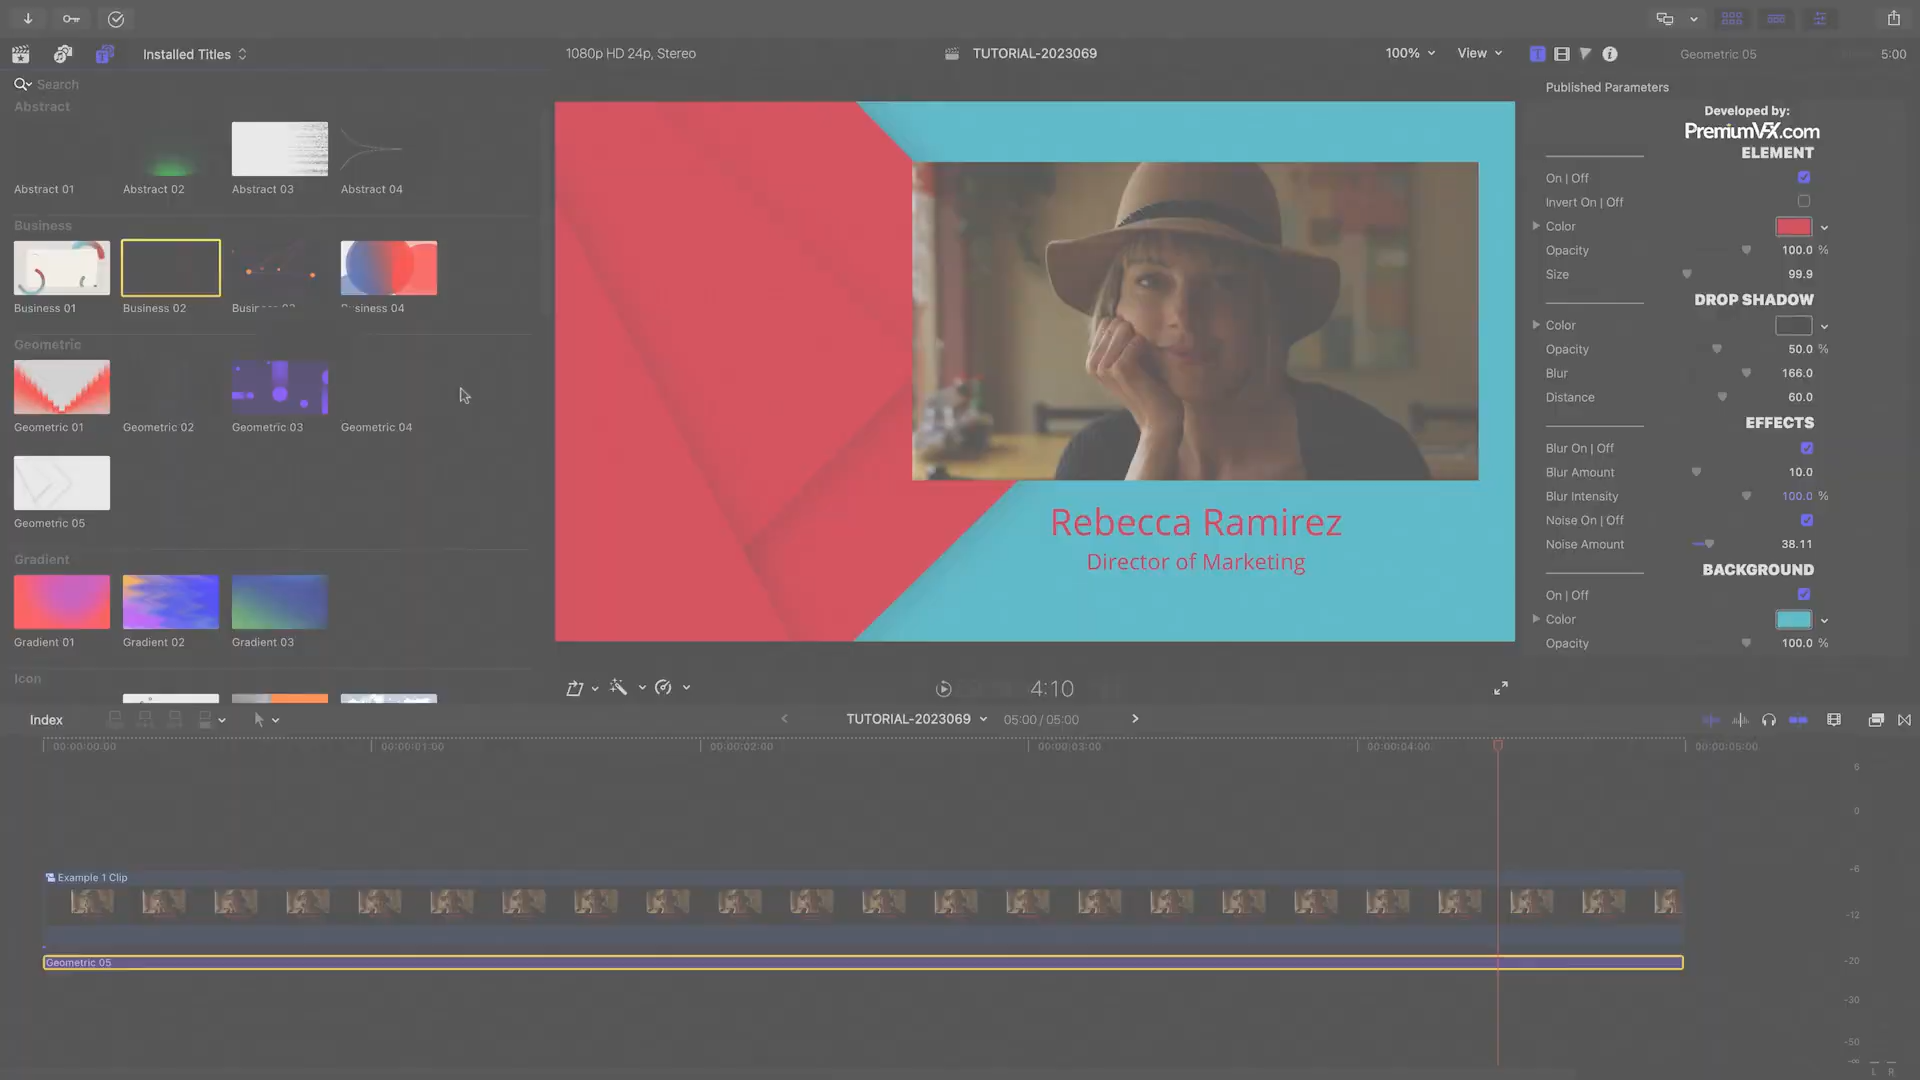 Installed Titles
1080p HD 24p, Stereo
TUTORIAL-2023069
100%
View
Geometric 05
5:00
Search
Abstract
Abstract 01
Abstract 02
Abstract 03
Abstract 04
Business
Business 01
Business 02
Business 04
Geometric
Geometric 01
Geometric 02
Geometric 03
Geometric 04
Geometric 05
Gradient
Gradient 01
Gradient 02
Gradient 03
Icon
Rebecca Ramirez
Director of Marketing
Published Parameters
Developed by:
PremiumVX.com
ELEMENT
On | Off
Invert On | Off
Color
Opacity 100.0 %
Size 99.9
DROP SHADOW
Color
Opacity 50.0 %
Blur 166.0
Distance 60.0
EFFECTS
Blur On | Off
Blur Amount 10.0
Blur Intensity 100.0 %
Noise On | Off
Noise Amount 38.11
BACKGROUND
On | Off
Color
Opacity 100.0 %
4:10
Index
TUTORIAL-2023069
05:00 / 05:00
00:00:00:00
00:00:01:00
00:00:02:00
00:00:03:00
00:00:04:00
00:00:05:00
Example 1 Clip
Geometric 05
6
0
-6
-12
-20
-30
-50
-∞
L R